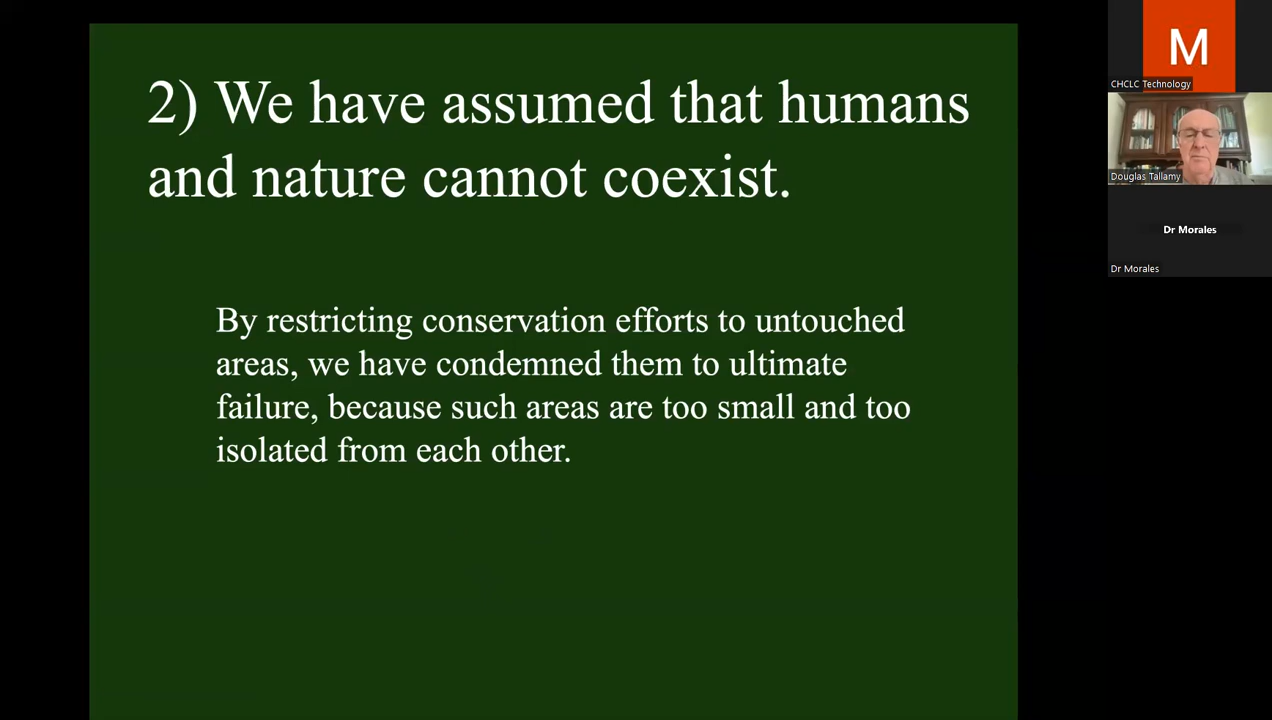 2) We have assumed that humans
and nature cannot coexist.
By restricting conservation efforts to untouched
areas, we have condemned them to ultimate
failure, because such areas are too small and too
isolated from each other.
M
CHCLC Technology
Douglas Tallamy
Dr Morales
Dr Morales